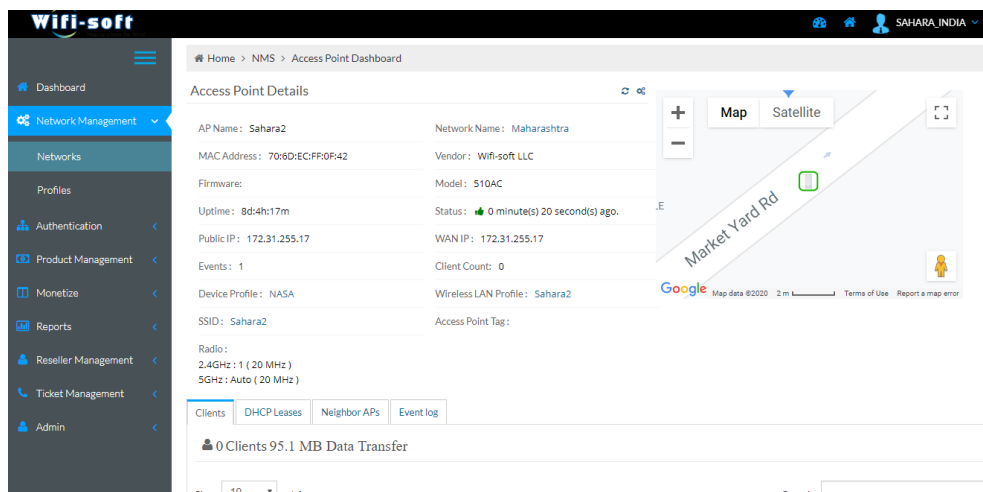 Wifi-soft
SAHARA_INDIA
Home > NMS > Access Point Dashboard
Dashboard
Network Management
Networks
Profiles
Authentication
Product Management
Monetize
Reports
Reseller Management
Ticket Management
Admin
Access Point Details
AP Name : Sahara2
Network Name : Maharashtra
MAC Address : 70:6D:EC:FF:0F:42
Vendor : Wifi-soft LLC
Firmware:
Model : 510AC
Uptime : 8d:4h:17m
Status : 0 minute(s) 20 second(s) ago.
Public IP : 172.31.255.17
WAN IP : 172.31.255.17
Events : 1
Client Count: 0
Device Profile : NASA
Wireless LAN Profile : Sahara2
SSID : Sahara2
Access Point Tag :
Radio :
2.4GHz : 1 ( 20 MHz )
5GHz : Auto ( 20 MHz )
Map Satellite
Market Yard Rd
Google Map data ©2020 2 m Terms of Use Report a map error
Clients DHCP Leases Neighbor APs Event log
0 Clients 95.1 MB Data Transfer
10